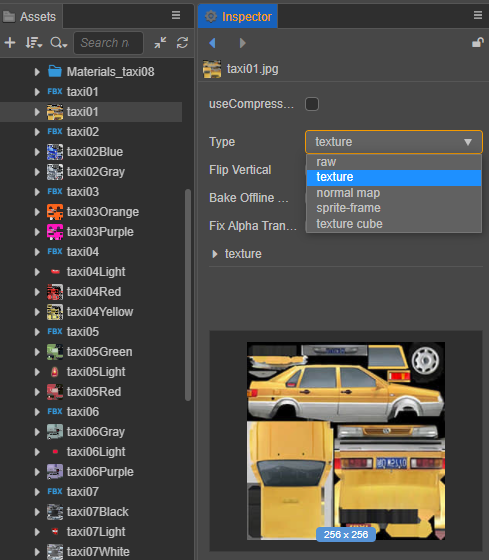 Assets
Search n
Materials_taxi08
FBX taxi01
taxi01
FBX taxi02
taxi02Blue
taxi02Gray
FBX taxi03
taxi03Orange
taxi03Purple
FBX taxi04
taxi04Light
taxi04Red
taxi04Yellow
FBX taxi05
taxi05Green
taxi05Light
taxi05Red
FBX taxi06
taxi06Gray
taxi06Light
taxi06Purple
FBX taxi07
taxi07Black
taxi07Light
taxi07White
Inspector
taxi01.jpg
useCompress...
Type
texture
raw
texture
normal map
sprite-frame
texture cube
Flip Vertical
Bake Offline ...
Fix Alpha Tran...
texture
256 x 256